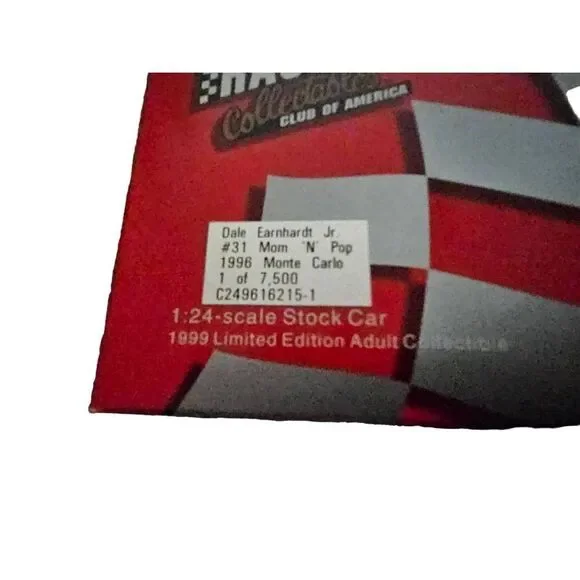 Collectables
CLUB OF AMERICA
Dale Earnhardt Jr.
#31 Mom 'N' Pop
1996 Monte Carlo
1 of 7,500
C249616215-1
1:24-scale Stock Car
1999 Limited Edition Adult Collectible